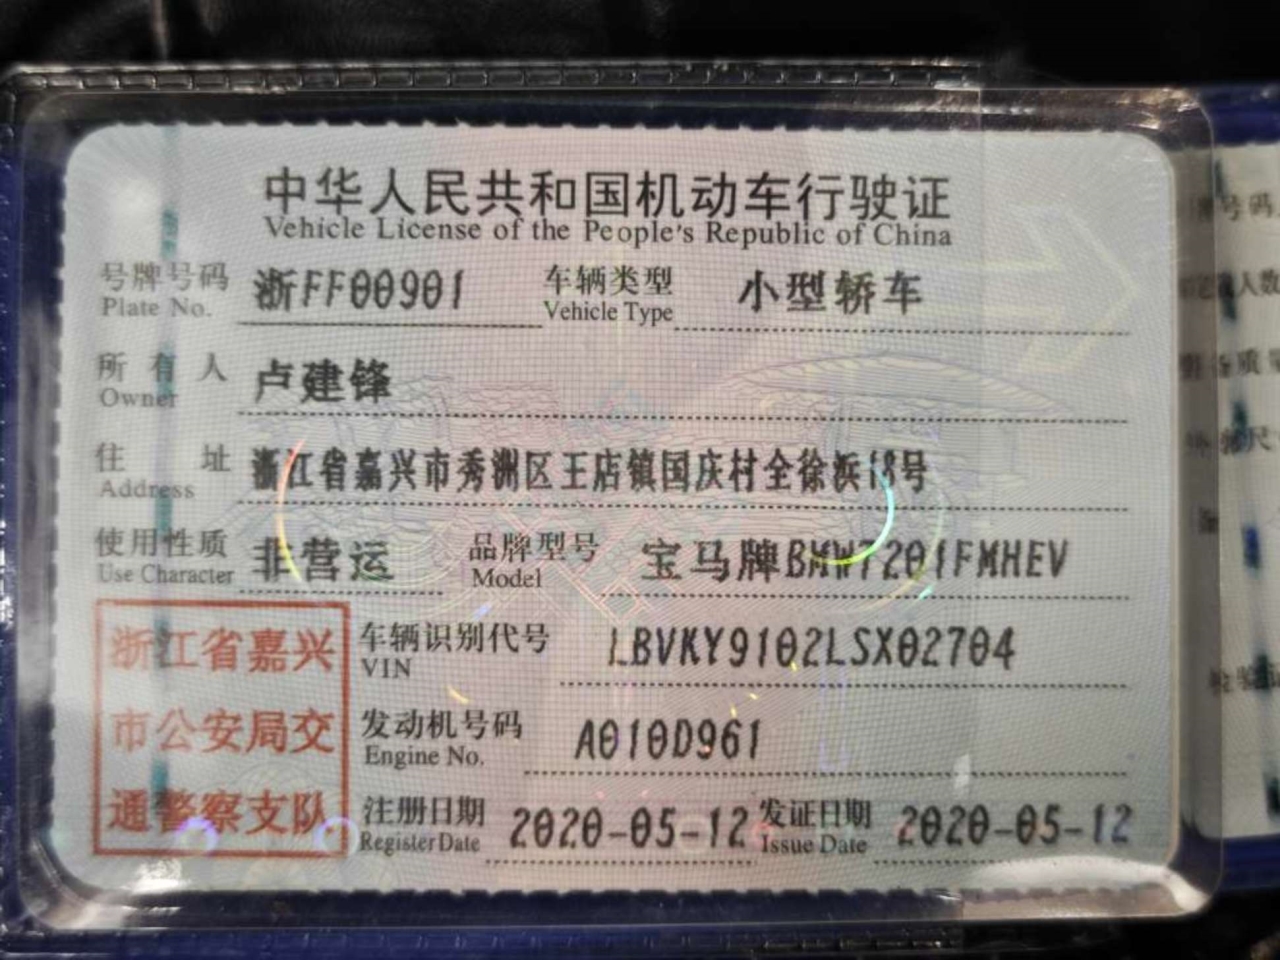 中华人民共和国机动车行驶证
Vehicle License of the People's Republic of China
号牌号码 浙FF00901 车辆类型 小型轿车
Plate No. Vehicle Type
所有人 卢建锋
Owner
住址 浙江省嘉兴市秀洲区王店镇国庆村全徐浜18号
Address
使用性质 非营运 品牌型号 宝马牌BMW7201FMHEV
Use Character Model
浙江省嘉兴
市公安局交
通警察支队
车辆识别代号 LBVKY9102LSX02704
VIN
发动机号码 A010D961
Engine No.
注册日期 2020-05-12 发证日期 2020-05-12
Register Date Issue Date
号码
人数
质量